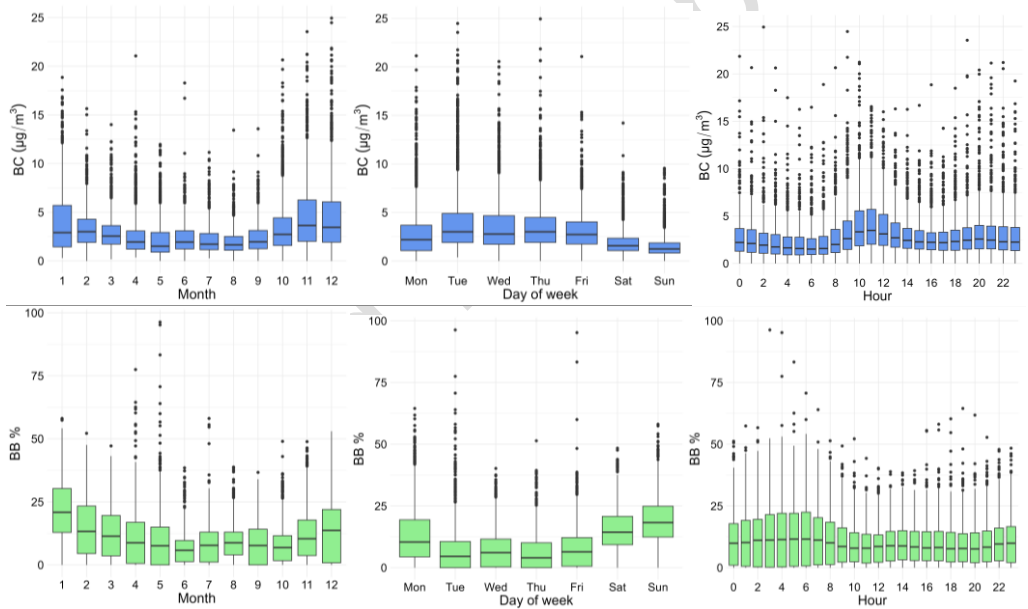 25
20
15
10
5
0
BC (μg/m³)
1 2 3 4 5 6 7 8 9 10 11 12
Month
25
20
15
10
5
0
BC (μg/m³)
Mon Tue Wed Thu Fri Sat Sun
Day of week
25
20
15
10
5
0
BC (μg/m³)
0 2 4 6 8 10 12 14 16 18 20 22
Hour
100
75
50
25
0
BB %
1 2 3 4 5 6 7 8 9 10 11 12
Month
100
75
50
25
0
BB %
Mon Tue Wed Thu Fri Sat Sun
Day of week
100
75
50
25
0
BB %
0 2 4 6 8 10 12 14 16 18 20 22
Hour